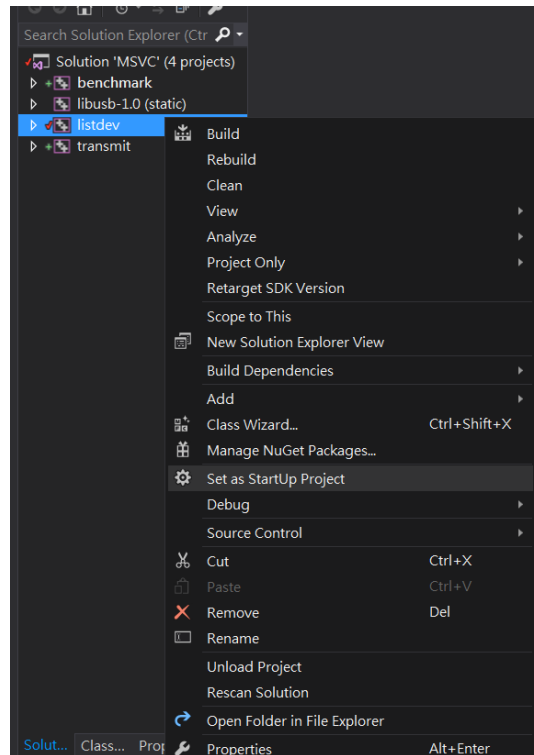 Search Solution Explorer (Ctr
Solution 'MSVC' (4 projects)
benchmark
libusb-1.0 (static)
listdev
transmit
Build
Rebuild
Clean
View
Analyze
Project Only
Retarget SDK Version
Scope to This
New Solution Explorer View
Build Dependencies
Add
Class Wizard... Ctrl+Shift+X
Manage NuGet Packages...
Set as StartUp Project
Debug
Source Control
Cut Ctrl+X
Paste Ctrl+V
Remove Del
Rename
Unload Project
Rescan Solution
Open Folder in File Explorer
Properties Alt+Enter
Solut... Class... Prop